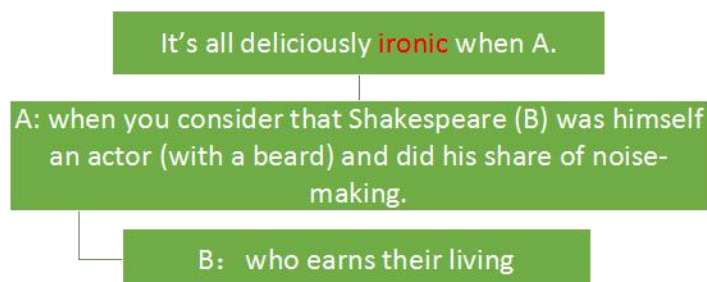 It's all deliciously ironic when A.
A: when you consider that Shakespeare (B) was himself
an actor (with a beard) and did his share of noise-
making.
B： who earns their living